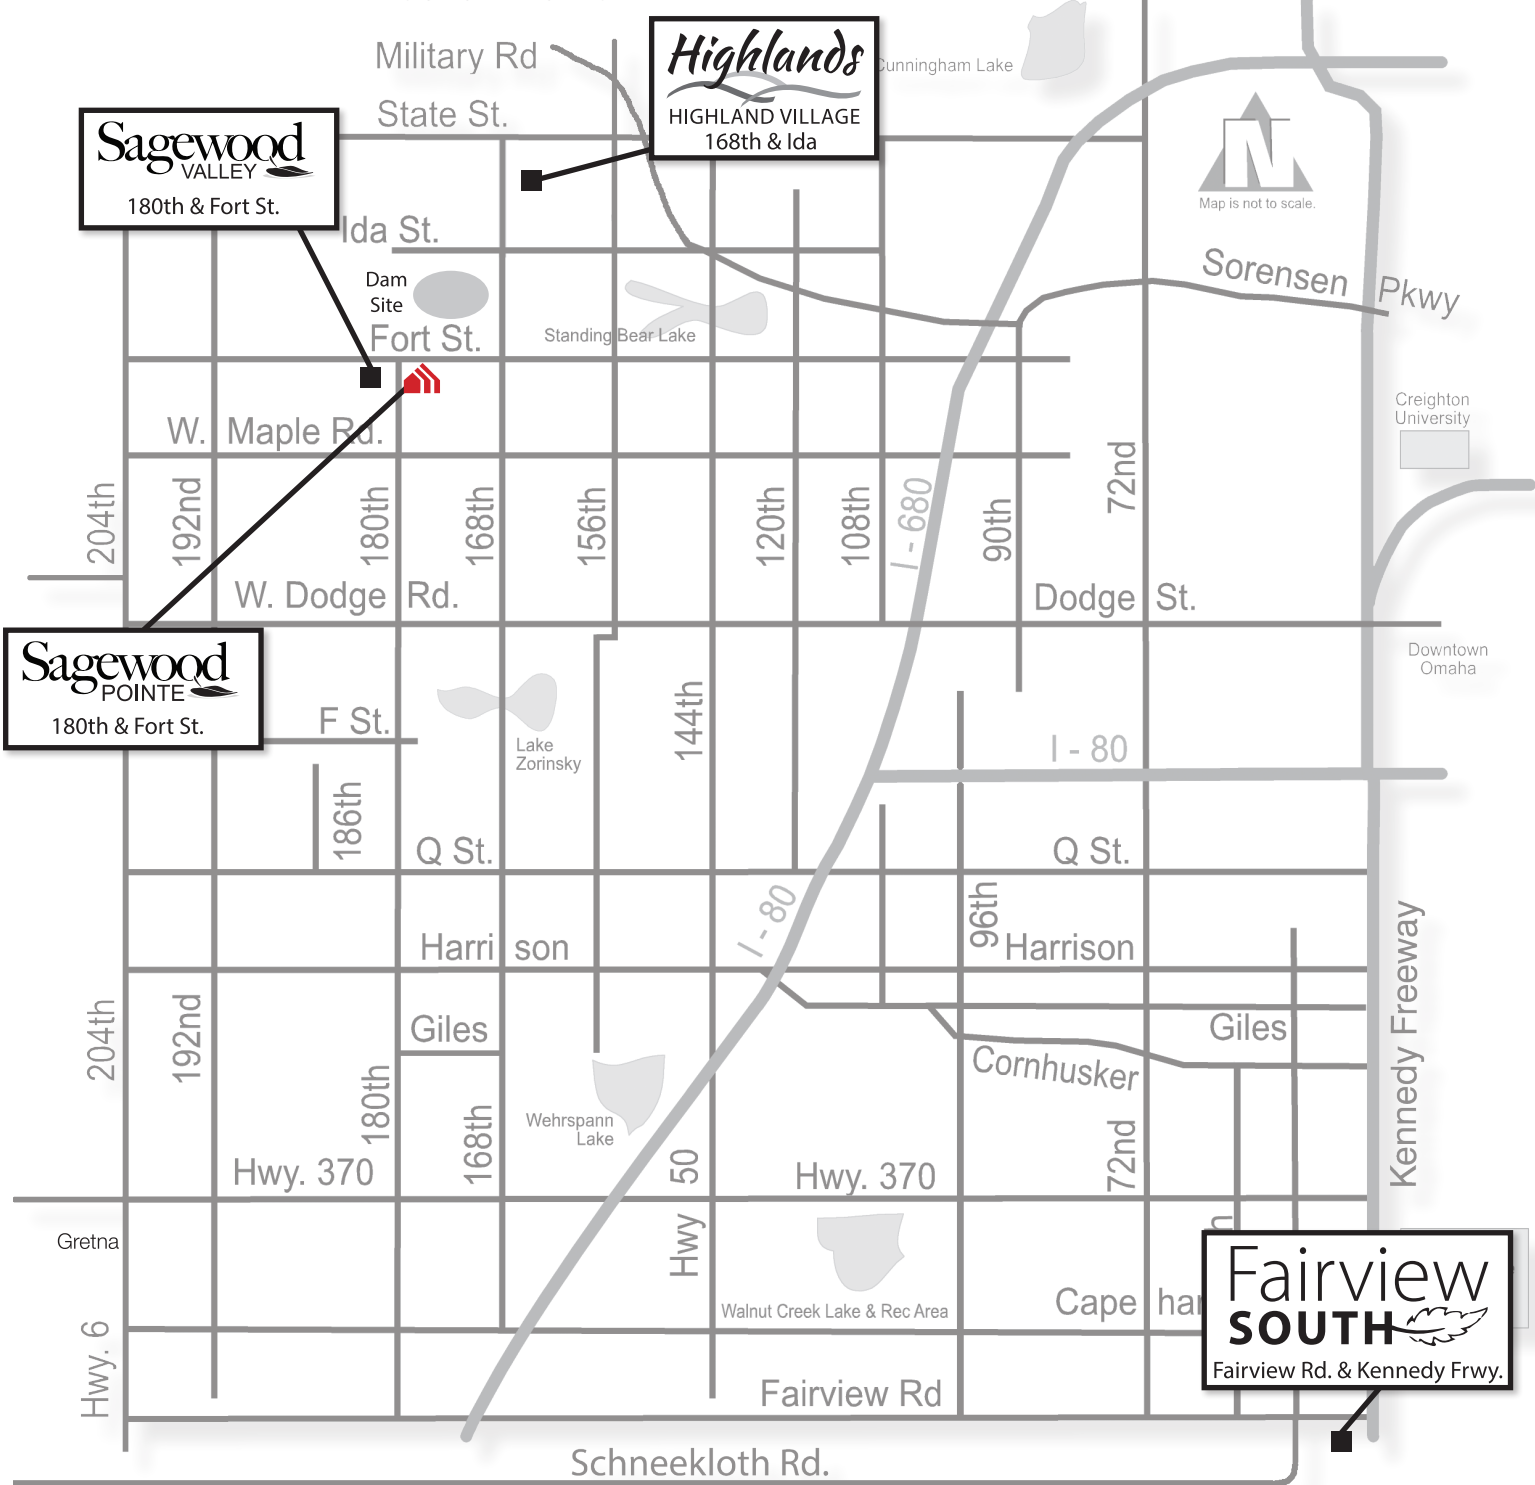 Military Rd
Highlands
HIGHLAND VILLAGE
168th & Ida
Cunningham Lake
State St.
Sagewood
VALLEY
180th & Fort St.
N
Map is not to scale.
Ida St.
Sorensen Pkwy
Dam
Site
Fort St.
Standing Bear Lake
Creighton
University
W. Maple Rd.
204th
192nd
180th
168th
156th
120th
108th
I - 680
90th
72nd
W. Dodge Rd.
Dodge St.
Downtown
Omaha
Sagewood
POINTE
180th & Fort St.
F St.
Lake
Zorinsky
144th
I - 80
186th
Q St.
Q St.
I - 80
96th
Harrison
Harrison
Kennedy Freeway
204th
192nd
Giles
Giles
Cornhusker
180th
168th
Wehrspann
Lake
72nd
Hwy. 370
Hwy 50
Hwy. 370
Gretna
Walnut Creek Lake & Rec Area
Cape har
Fairview
SOUTH
Fairview Rd. & Kennedy Frwy.
Hwy. 6
Fairview Rd
Schneekloth Rd.